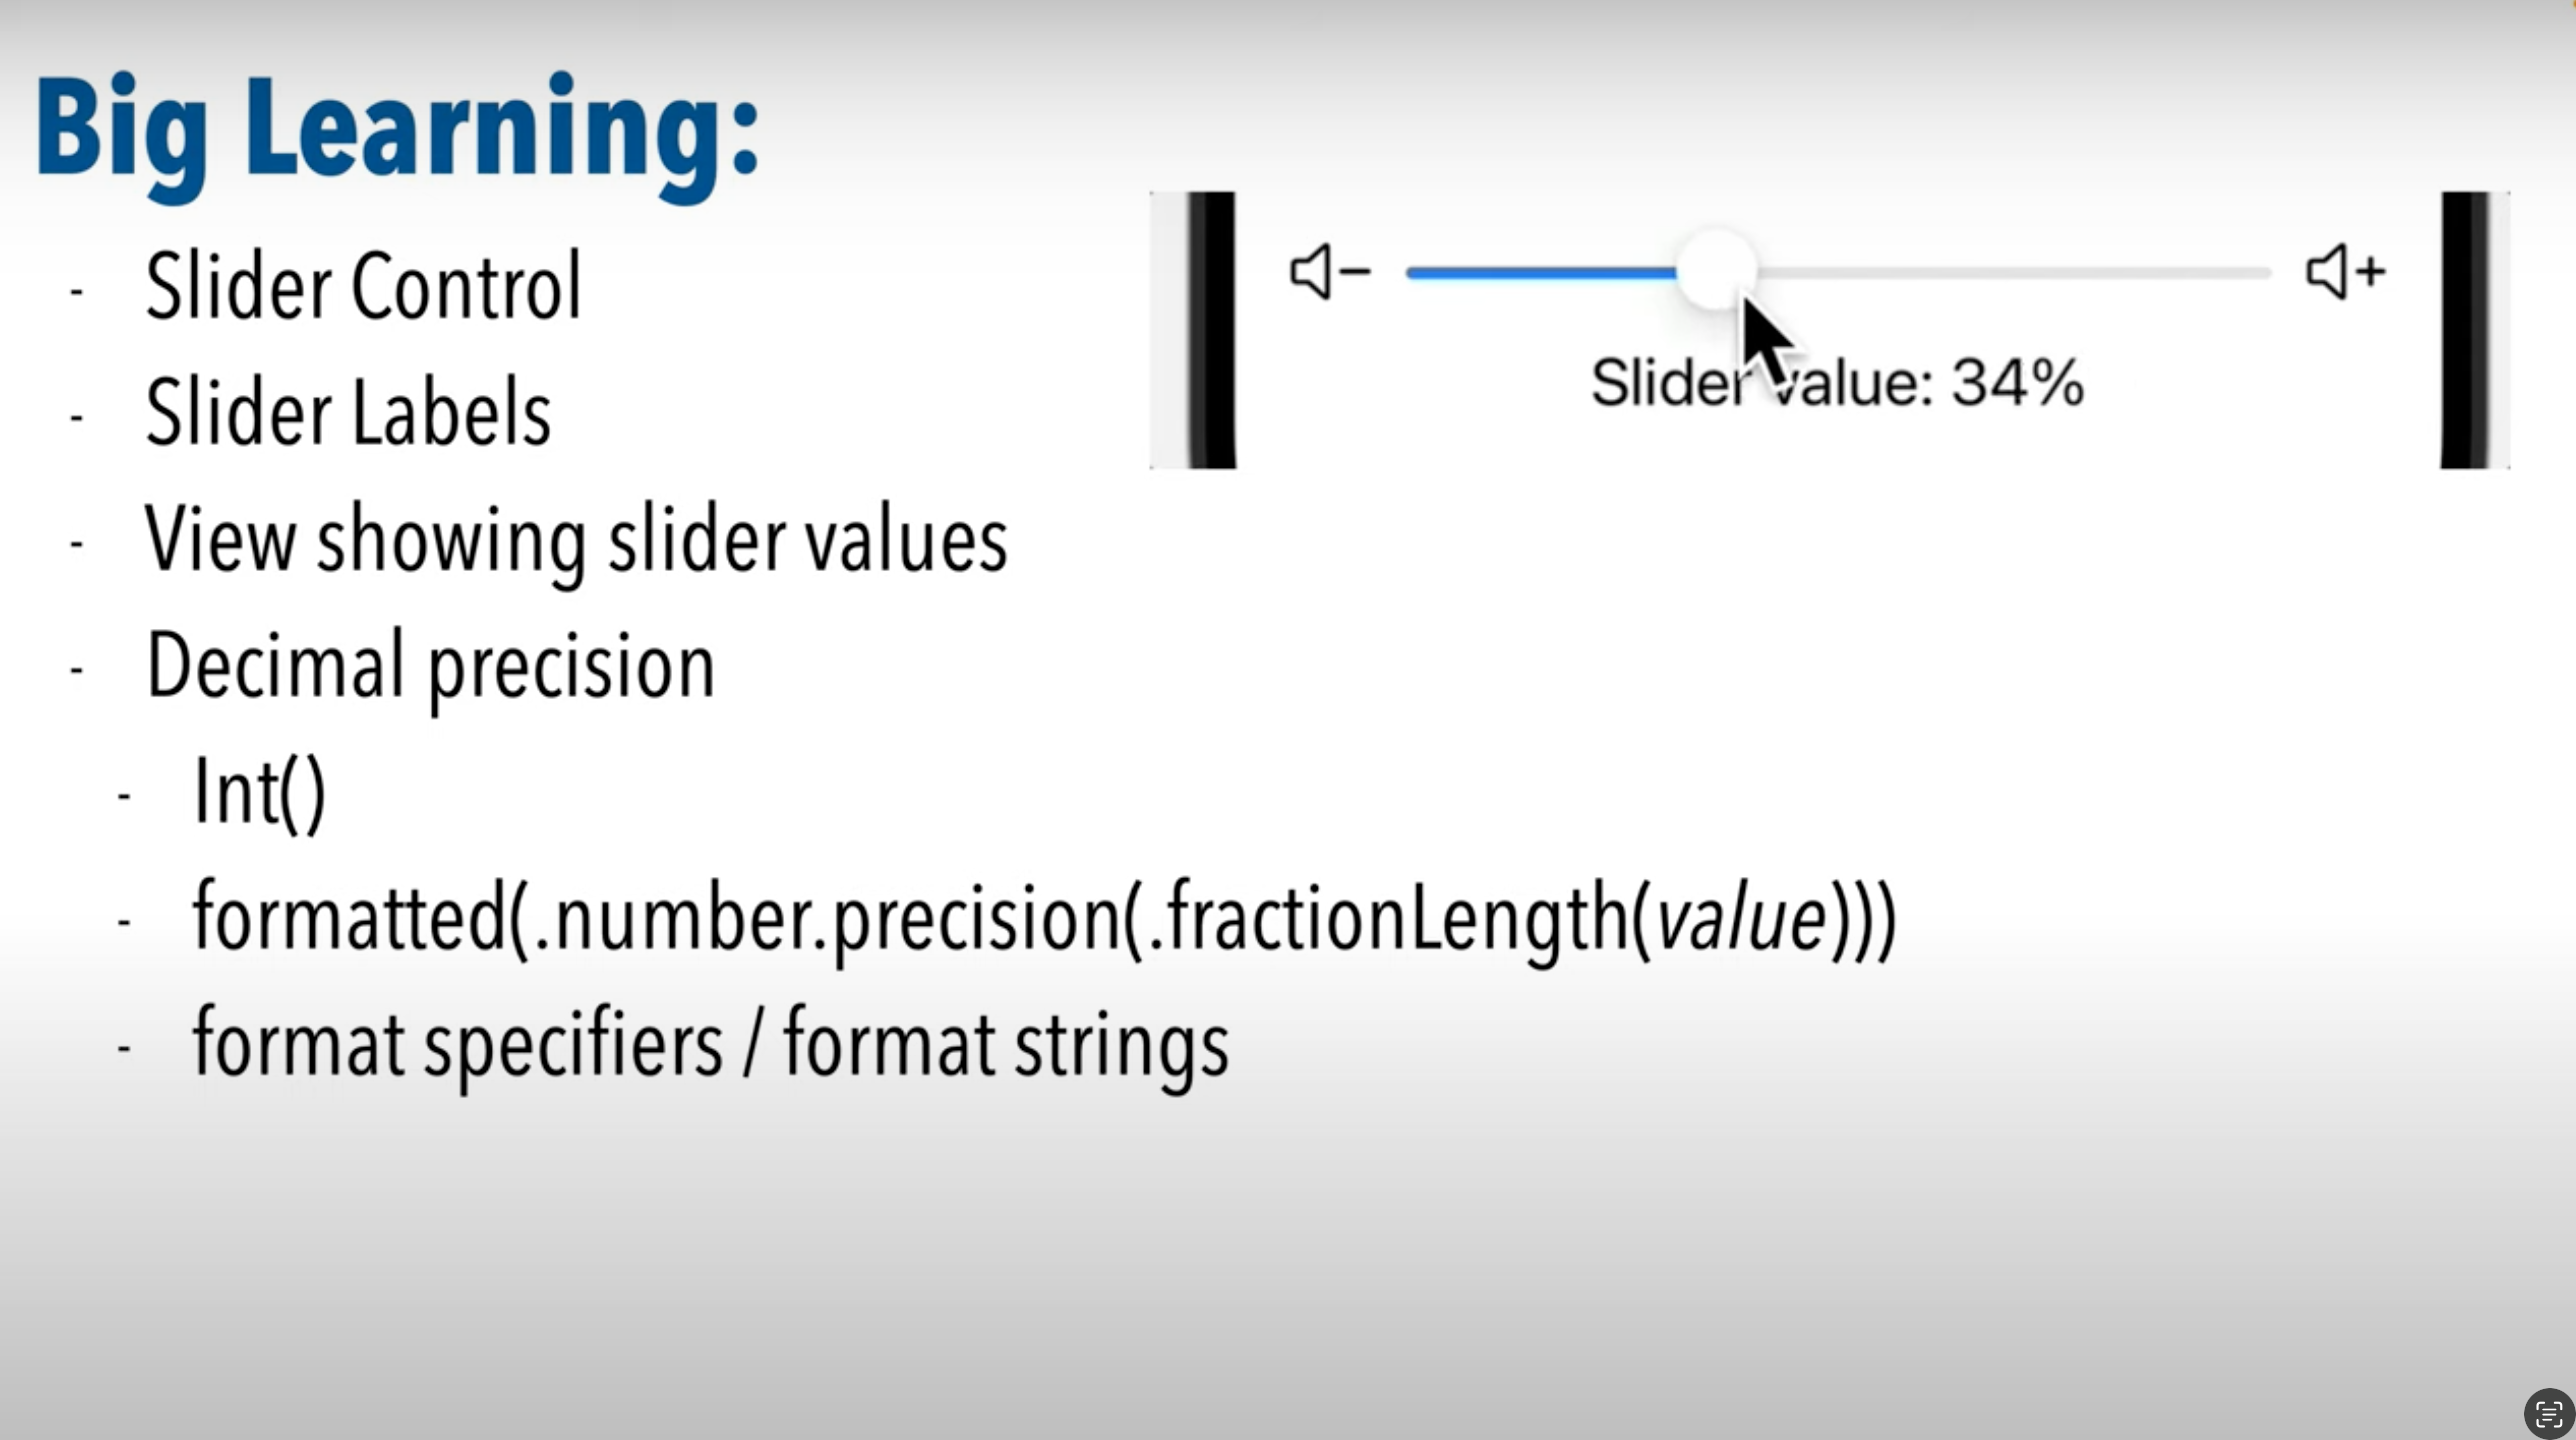 Big Learning:
- Slider Control
- Slider Labels
- View showing slider values
- Decimal precision
- Int()
- formatted(.number.precision(.fractionLength(value)))
- format specifiers / format strings
Slider value: 34%